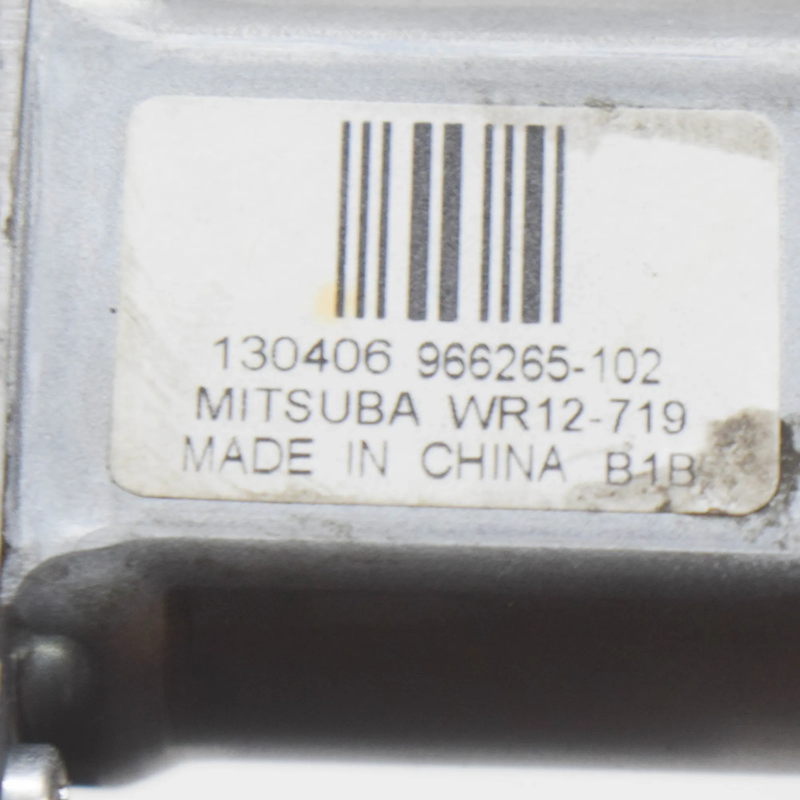 130406 966265-102
MITSUBA WR12-719
MADE IN CHINA B1B